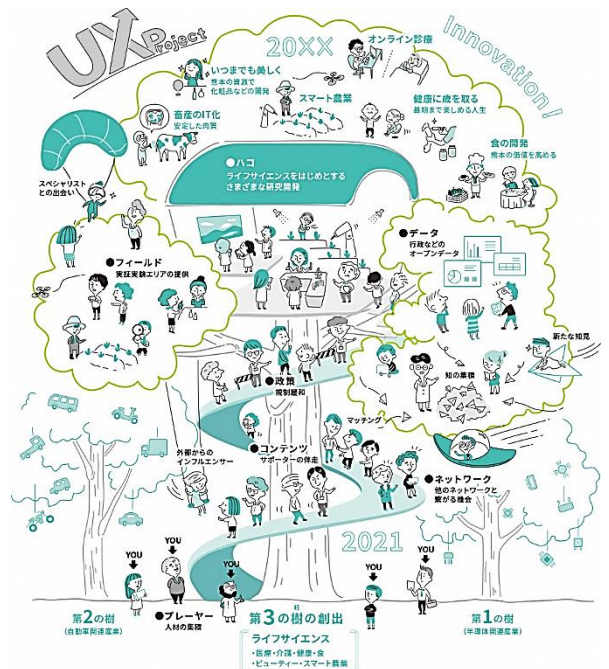 UX Project
20XX
Innovation!
オンライン診療
いつまでも美しく
熊本の資源で
化粧品などの開発
スマート農業
健康に歳を取る
最期まで楽しめる人生
畜産のIT化
安定した肉質
食の開発
熊本の価値を高める
●ハコ
ライフサイエンスをはじめとする
さまざまな研究開発
スペシャリスト
との出会い
●フィールド
実証実験エリアの提供
●データ
行政などの
オープンデータ
新たな知見
知の集積
●政策
規制緩和
マッチング
外部からの
インフルエンサー
●コンテンツ
サポーターの伴走
●ネットワーク
他のネットワークと
繋がる機会
2021
YOU
YOU
YOU
YOU
YOU
第2の樹
(自動車関連産業)
●プレーヤー
人材の集積
第3の樹の創出
ライフサイエンス
・医療・介護・健康・食
・ビューティー・スマート農業
第1の樹
(半導体関連産業)